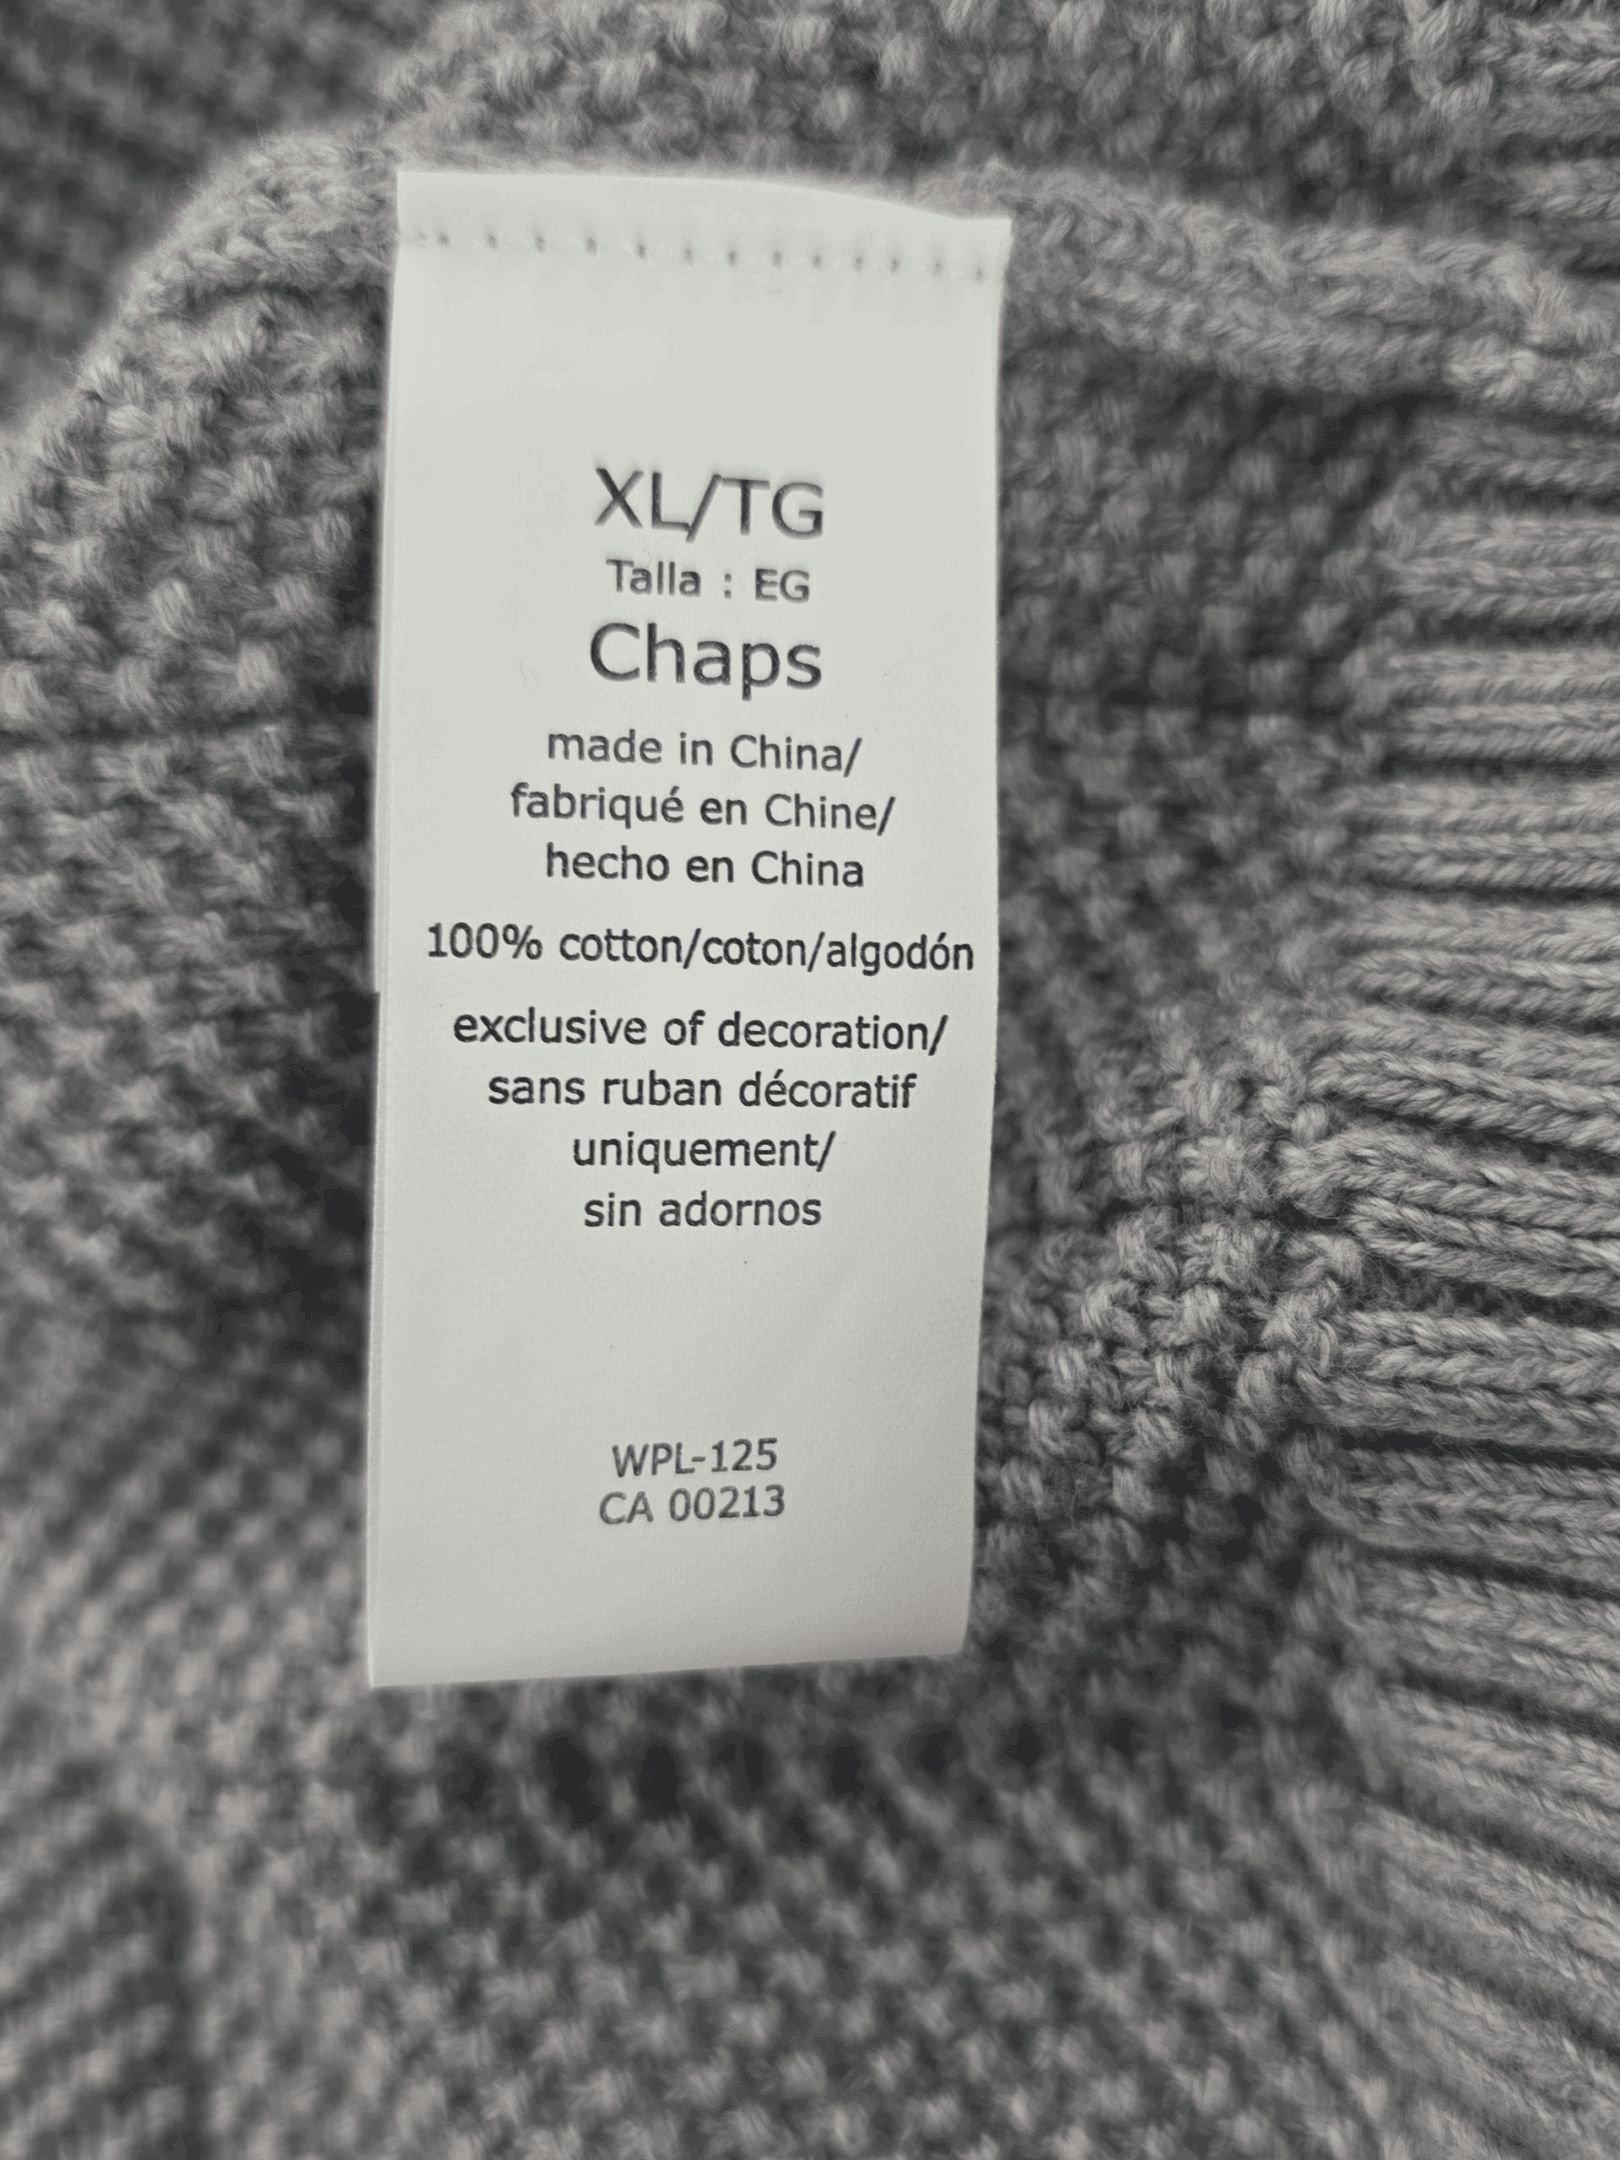 XL/TG
Talla : EG
Chaps
made in China/
fabriqué en Chine/
hecho en China
100% cotton/coton/algodón
exclusive of decoration/
sans ruban décoratif
uniquement/
sin adornos
WPL-125
CA 00213